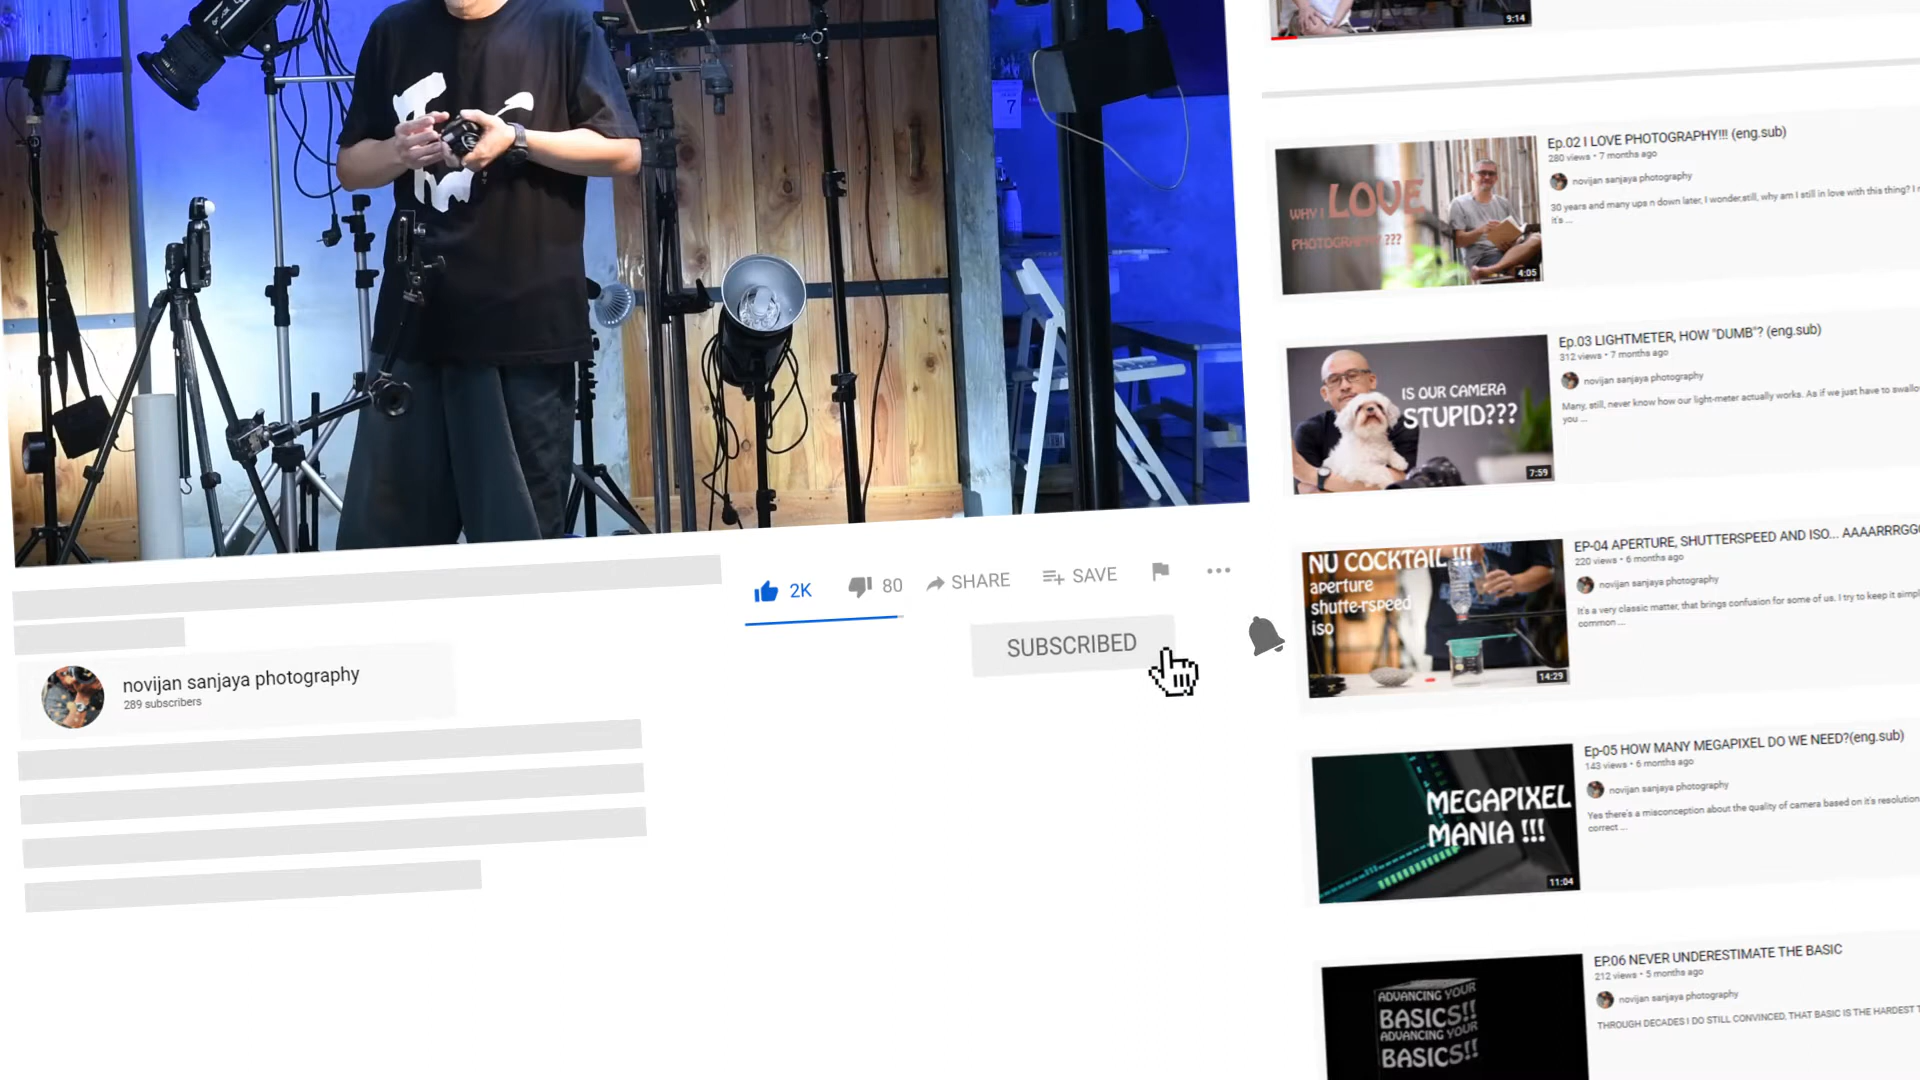 7
2K
80
SHARE
SAVE
SUBSCRIBED
novijan sanjaya photography
289 subscribers
9:14
WHY I LOVE
PHOTOGRAPHY ???
4:05
Ep.02 I LOVE PHOTOGRAPHY!!! (eng.sub)
280 views • 7 months ago
novijan sanjaya photography
30 years and many ups n down later, I wonder,still, why am I still in love with this thing? I
it's ...
IS OUR CAMERA
STUPID???
7:59
Ep.03 LIGHTMETER, HOW "DUMB"? (eng.sub)
312 views • 7 months ago
novijan sanjaya photography
Many, still, never know how our light-meter actually works. As if we just have to swallo
you ...
NU COCKTAIL !!!
aperture
shutte-rspeed
iso
14:29
EP-04 APERTURE, SHUTTERSPEED AND ISO... AAAARRRGG
220 views • 6 months ago
novijan sanjaya photography
It's a very classic matter, that brings confusion for some of us. I try to keep it simpl
common ...
MEGAPIXEL
MANIA !!!
11:04
Ep-05 HOW MANY MEGAPIXEL DO WE NEED?(eng.sub)
143 views • 6 months ago
novijan sanjaya photography
Yes there's a misconception about the quality of camera based on it's resolution
correct ...
ADVANCING YOUR
BASICS!!
ADVANCING YOUR
BASICS!!
EP.06 NEVER UNDERESTIMATE THE BASIC
212 views • 5 months ago
novijan sanjaya photography
THROUGH DECADES I DO STILL CONVINCED, THAT BASIC IS THE HARDEST T